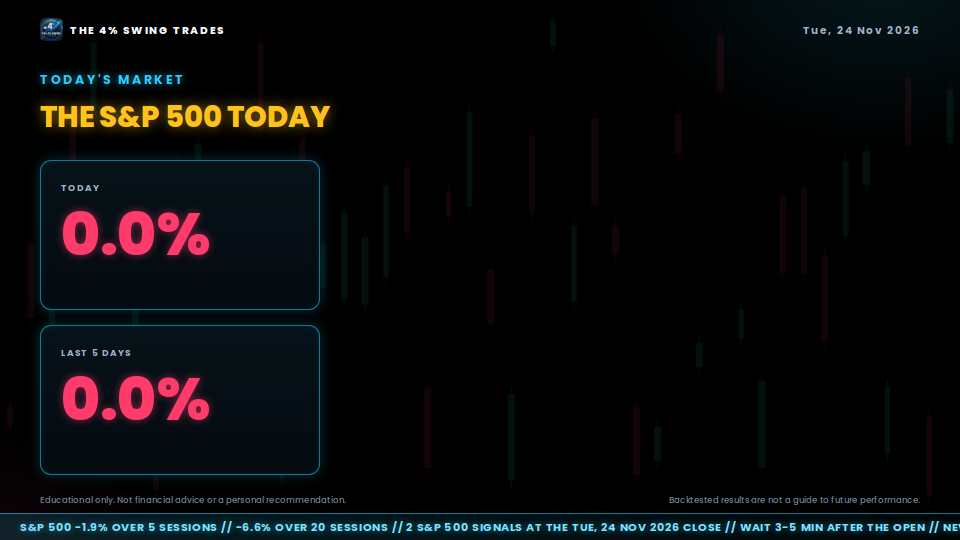 THE 4% SWING TRADES
Tue, 24 Nov 2026
TODAY'S MARKET
THE S&P 500 TODAY
TODAY
0.0%
LAST 5 DAYS
0.0%
Educational only. Not financial advice or a personal recommendation.
Backtested results are not a guide to future performance.
S&P 500 -1.9% OVER 5 SESSIONS // -6.6% OVER 20 SESSIONS // 2 S&P 500 SIGNALS AT THE TUE, 24 NOV 2026 CLOSE // WAIT 3-5 MIN AFTER THE OPEN //